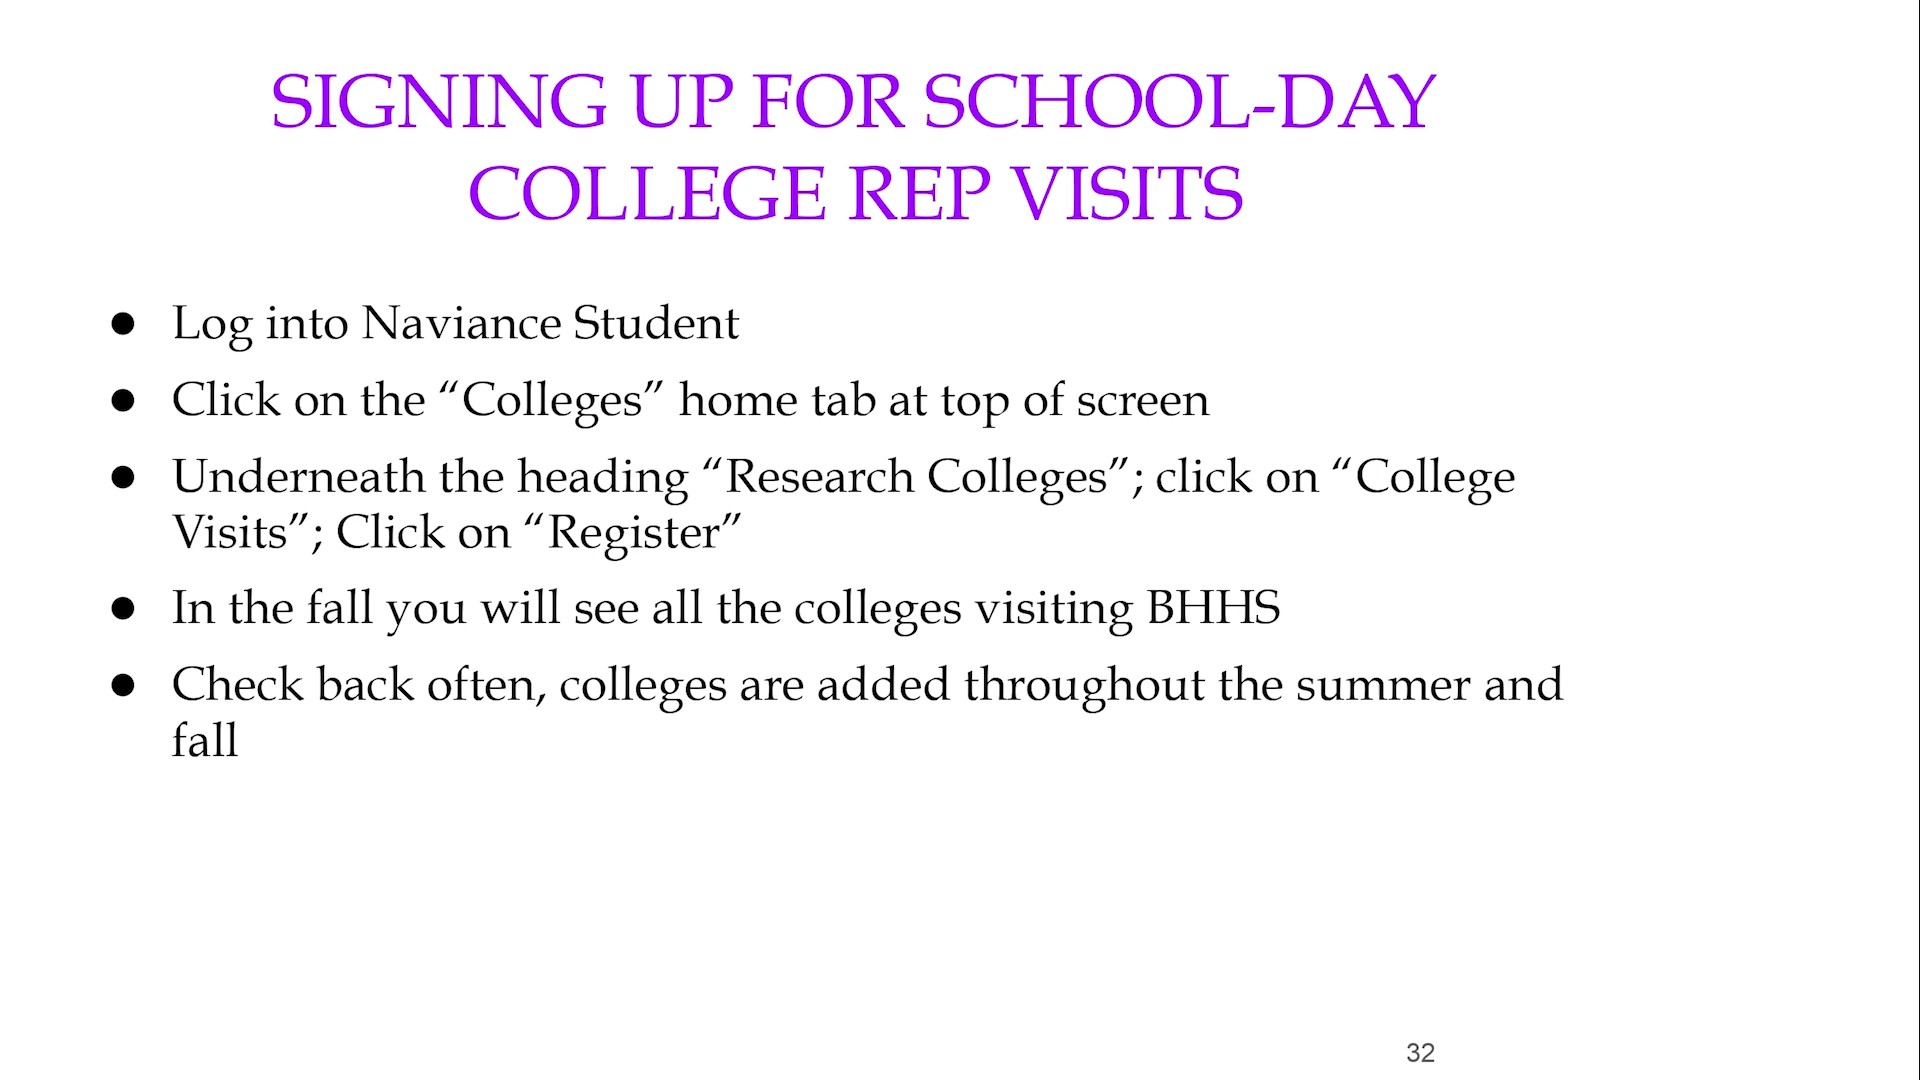 SIGNING UP FOR SCHOOL-DAY
COLLEGE REP VISITS
● Log into Naviance Student
● Click on the “Colleges” home tab at top of screen
● Underneath the heading “Research Colleges”; click on “College
Visits”; Click on “Register”
● In the fall you will see all the colleges visiting BHHS
● Check back often, colleges are added throughout the summer and
fall
32